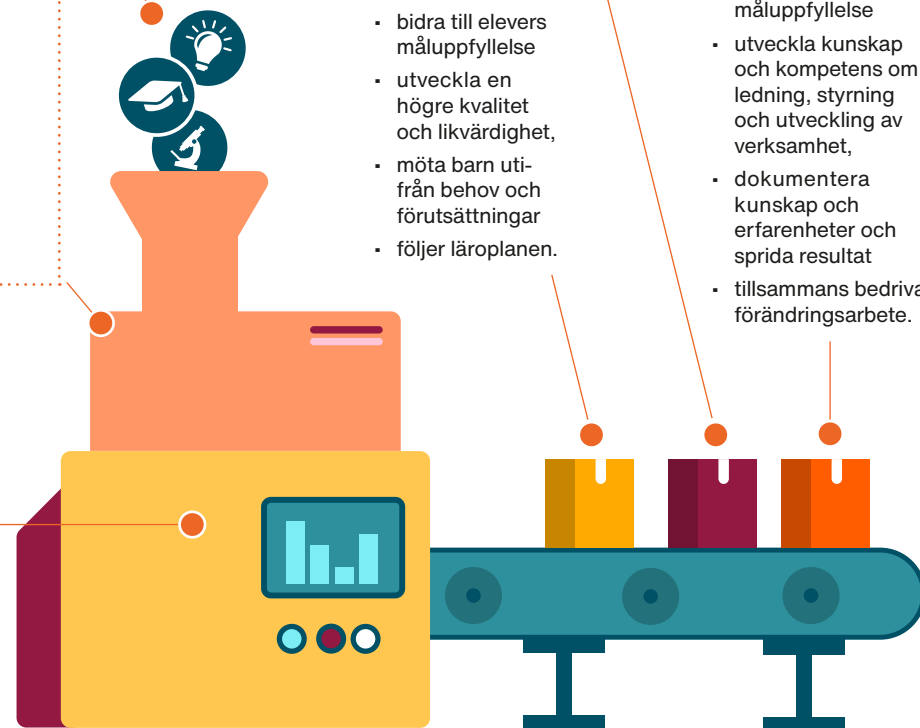 ▪ bidra till elevers
måluppfyllelse
▪ utveckla en
högre kvalitet
och likvärdighet,
▪ möta barn uti-
från behov och
förutsättningar
▪ följer läroplanen.
måluppfyllelse
▪ utveckla kunskap
och kompetens om
ledning, styrning
och utveckling av
verksamhet,
▪ dokumentera
kunskap och
erfarenheter och
sprida resultat
▪ tillsammans bedriva
förändringsarbete.